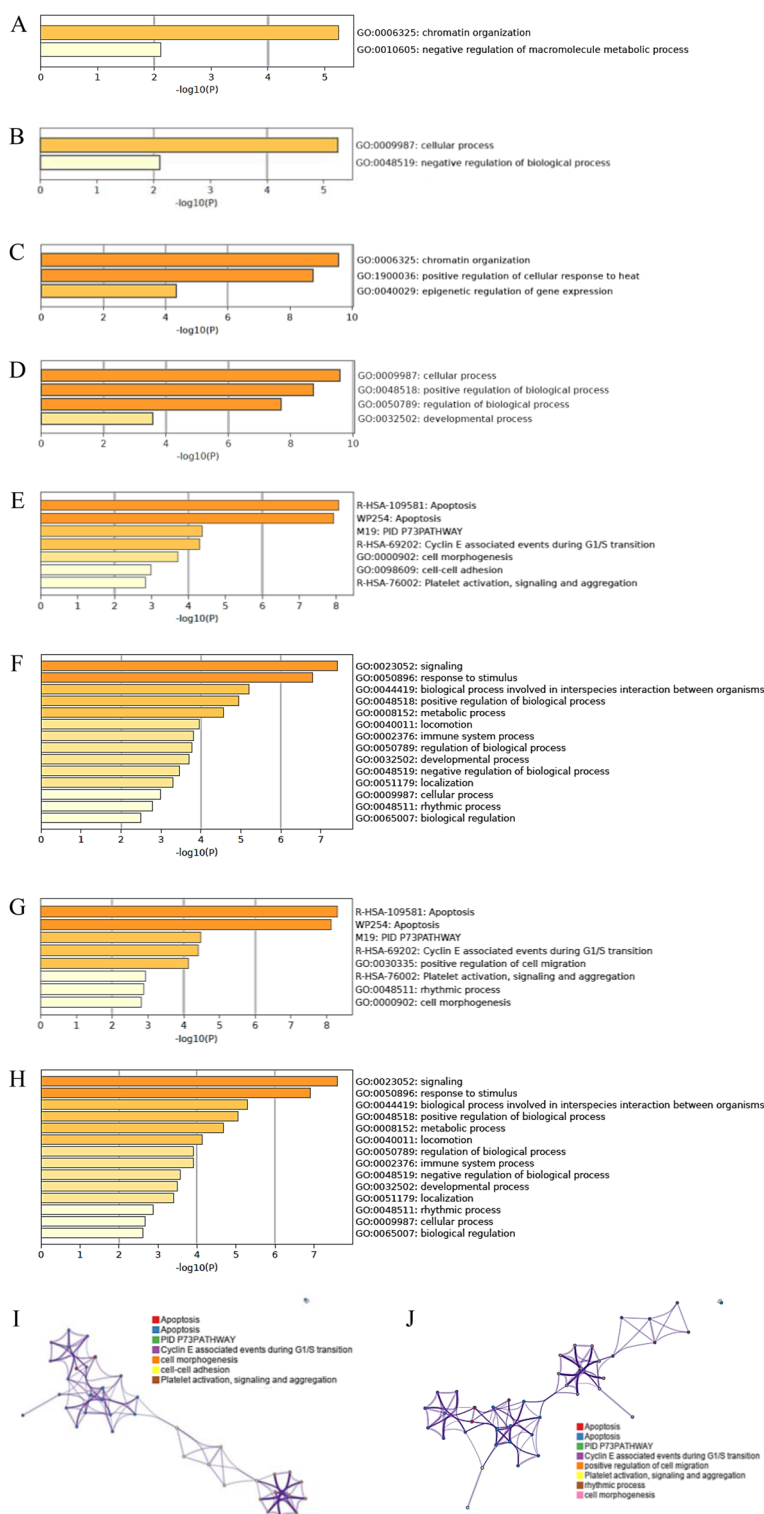 A
GO:0006325: chromatin organization
GO:0010605: negative regulation of macromolecule metabolic process
0 1 2 3 4 5
-log10(P)
B
GO:0009987: cellular process
GO:0048519: negative regulation of biological process
0 1 2 3 4 5
-log10(P)
C
GO:0006325: chromatin organization
GO:1900036: positive regulation of cellular response to heat
GO:0040029: epigenetic regulation of gene expression
0 2 4 6 8 10
-log10(P)
D
GO:0009987: cellular process
GO:0048518: positive regulation of biological process
GO:0050789: regulation of biological process
GO:0032502: developmental process
0 2 4 6 8 10
-log10(P)
E
R-HSA-109581: Apoptosis
WP254: Apoptosis
M19: PID P73PATHWAY
R-HSA-69202: Cyclin E associated events during G1/S transition
GO:0000902: cell morphogenesis
GO:0098609: cell-cell adhesion
R-HSA-76002: Platelet activation, signaling and aggregation
0 1 2 3 4 5 6 7 8
-log10(P)
F
GO:0023052: signaling
GO:0050896: response to stimulus
GO:0044419: biological process involved in interspecies interaction between organisms
GO:0048518: positive regulation of biological process
GO:0008152: metabolic process
GO:0040011: locomotion
GO:0002376: immune system process
GO:0050789: regulation of biological process
GO:0032502: developmental process
GO:0048519: negative regulation of biological process
GO:0051179: localization
GO:0009987: cellular process
GO:0048511: rhythmic process
GO:0065007: biological regulation
0 1 2 3 4 5 6 7
-log10(P)
G
R-HSA-109581: Apoptosis
WP254: Apoptosis
M19: PID P73PATHWAY
R-HSA-69202: Cyclin E associated events during G1/S transition
GO:0030335: positive regulation of cell migration
R-HSA-76002: Platelet activation, signaling and aggregation
GO:0048511: rhythmic process
GO:0000902: cell morphogenesis
0 1 2 3 4 5 6 7 8
-log10(P)
H
GO:0023052: signaling
GO:0050896: response to stimulus
GO:0044419: biological process involved in interspecies interaction between organisms
GO:0048518: positive regulation of biological process
GO:0008152: metabolic process
GO:0040011: locomotion
GO:0050789: regulation of biological process
GO:0002376: immune system process
GO:0048519: negative regulation of biological process
GO:0032502: developmental process
GO:0051179: localization
GO:0048511: rhythmic process
GO:0009987: cellular process
GO:0065007: biological regulation
0 1 2 3 4 5 6 7
-log10(P)
I
Apoptosis
Apoptosis
PID P73PATHWAY
Cyclin E associated events during G1/S transition
cell morphogenesis
cell-cell adhesion
Platelet activation, signaling and aggregation
J
Apoptosis
Apoptosis
PID P73PATHWAY
Cyclin E associated events during G1/S transition
positive regulation of cell migration
Platelet activation, signaling and aggregation
rhythmic process
cell morphogenesis